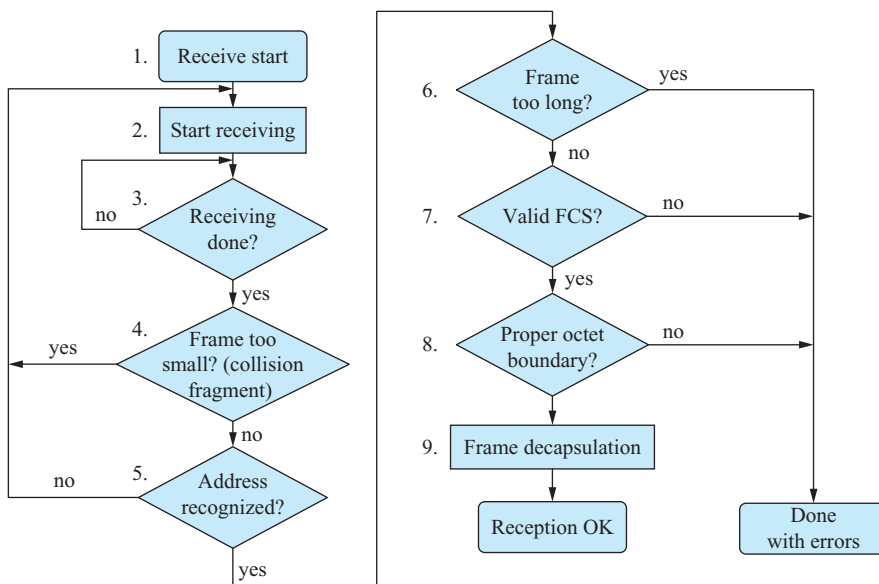 1.
Receive start
2.
Start receiving
3.
no
Receiving
done?
yes
4.
yes
Frame too
small? (collision
fragment)
no
5.
no
Address
recognized?
yes
6.
Frame
too long?
yes
no
7.
Valid FCS?
no
yes
8.
Proper octet
boundary?
no
9.
Frame decapsulation
Reception OK
Done
with errors